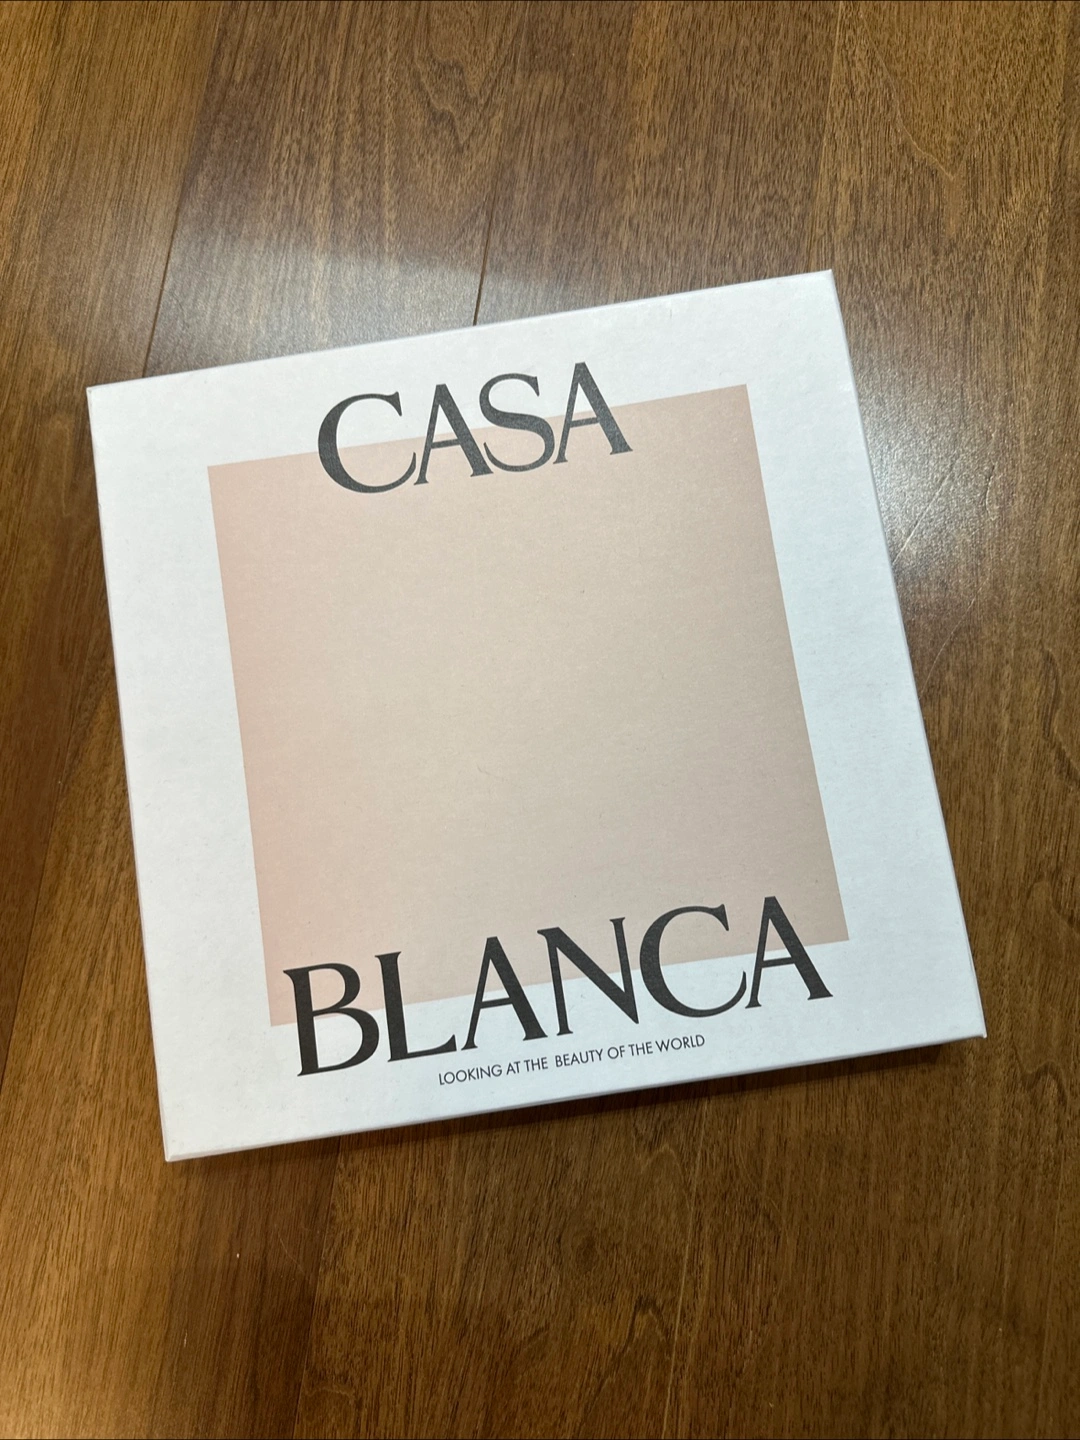 CASA
BLANCA
LOOKING AT THE BEAUTY OF THE WORLD